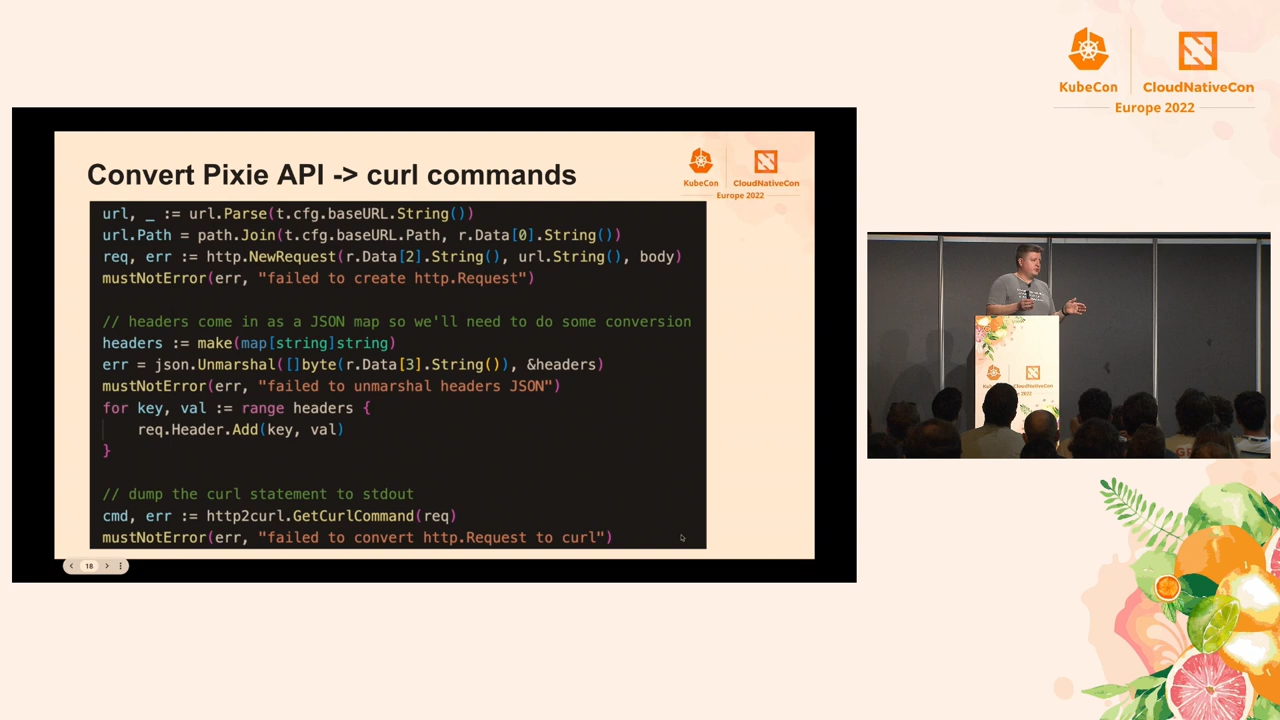 KubeCon
CloudNativeCon
Europe 2022
Convert Pixie API -> curl commands
KubeCon
CloudNativeCon
Europe 2022
url, _ := url.Parse(t.cfg.baseURL.String())
url.Path = path.Join(t.cfg.baseURL.Path, r.Data[0].String())
req, err := http.NewRequest(r.Data[2].String(), url.String(), body)
mustNotError(err, "failed to create http.Request")
// headers come in as a JSON map so we'll need to do some conversion
headers := make(map[string]string)
err = json.Unmarshal([]byte(r.Data[3].String()), &headers)
mustNotError(err, "failed to unmarshal headers JSON")
for key, val := range headers {
    req.Header.Add(key, val)
}
// dump the curl statement to stdout
cmd, err := http2curl.GetCurlCommand(req)
mustNotError(err, "failed to convert http.Request to curl")
18
CloudNativeCon